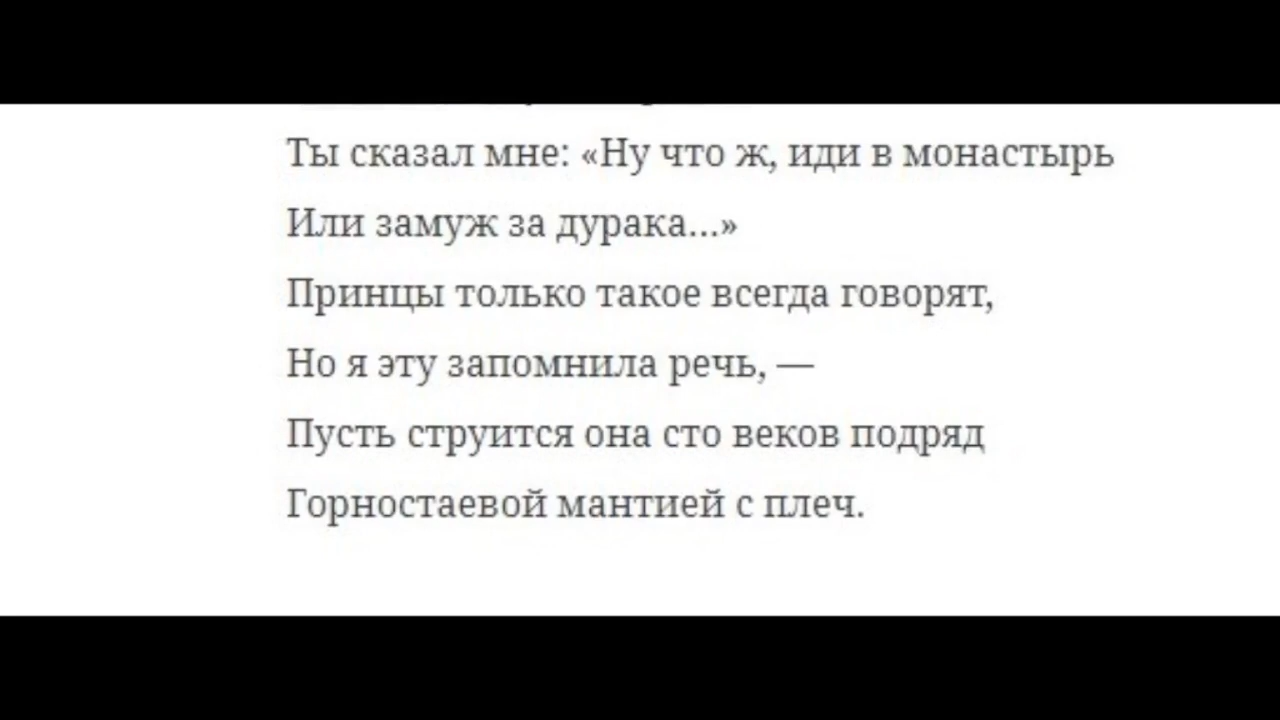 Ты сказал мне: «Ну что ж, иди в монастырь
Или замуж за дурака...»
Принцы только такое всегда говорят,
Но я эту запомнила речь, —
Пусть струится она сто веков подряд
Горностаевой мантией с плеч.